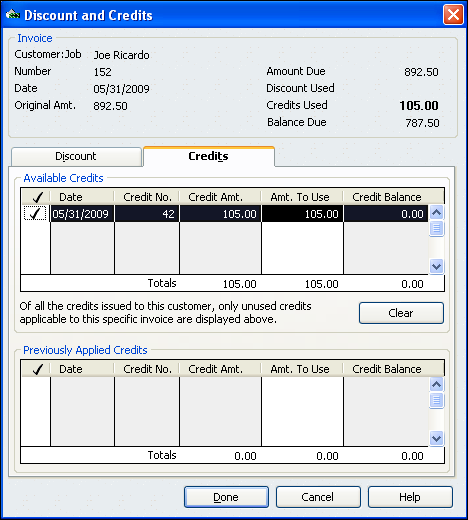 Discount and Credits
Invoice
Customer:Job Joe Ricardo
Number 152 Amount Due 892.50
Date 05/31/2009 Discount Used
Original Amt. 892.50 Credits Used 105.00
Balance Due 787.50
Discount Credits
Available Credits
✓ Date Credit No. Credit Amt. Amt. To Use Credit Balance
✓ 05/31/2009 42 105.00 105.00 0.00
Totals 105.00 105.00 0.00
Of all the credits issued to this customer, only unused credits
applicable to this specific invoice are displayed above.
Clear
Previously Applied Credits
✓ Date Credit No. Credit Amt. Amt. To Use Credit Balance
Totals 0.00 0.00 0.00
Done Cancel Help